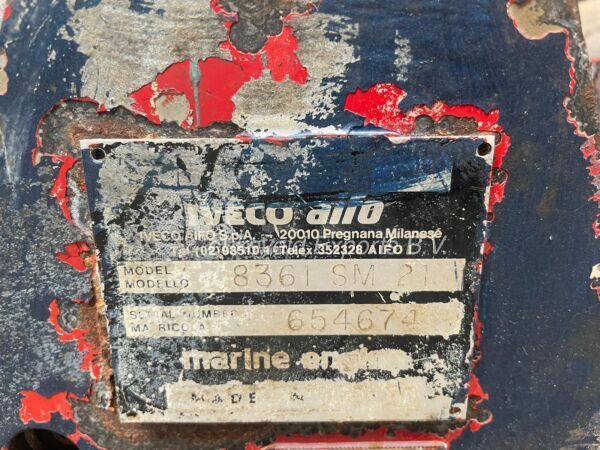 IVECO aifo
IVECO AIFO S.p.A. - 20010 Pregnana Milanese
Tel (02) 93510.1 Telex 352328 AIFO I
MODEL
MODELLO
8361 SM 21
SERIAL NUMBER
MATRICOLA
654674
marine engine
MADE
B.V.